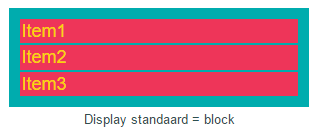 Item1
Item2
Item3
Display standaard = block